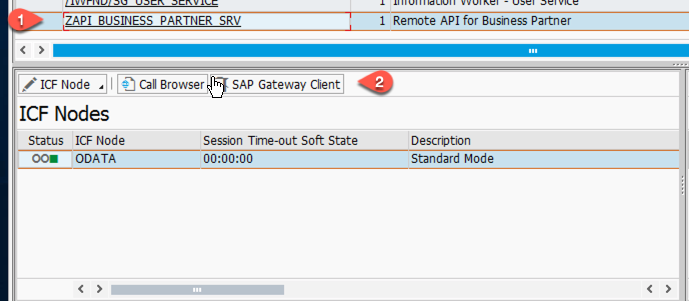 /IWFND/SG_USER_SERVICE 1 Information Worker - User Service
1 ZAPI_BUSINESS_PARTNER_SRV 1 Remote API for Business Partner
ICF Node Call Browser SAP Gateway Client 2
ICF Nodes
Status ICF Node Session Time-out Soft State Description
ODATA 00:00:00 Standard Mode